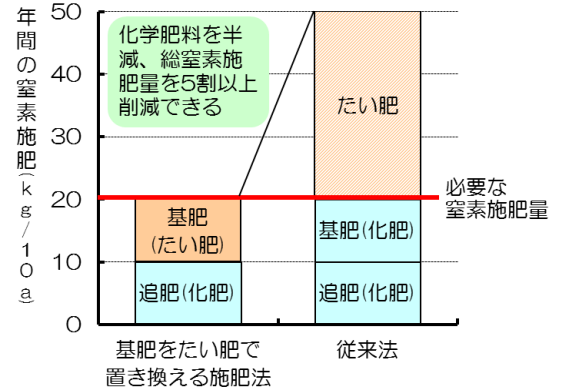 年間の窒素施肥(kg/10a)
50
40
30
20
10
0
化学肥料を半
減、総窒素施
肥量を5割以上
削減できる
たい肥
必要な
窒素施肥量
基肥
(たい肥)
基肥(化肥)
追肥(化肥)
追肥(化肥)
基肥をたい肥で
置き換える施肥法
従来法